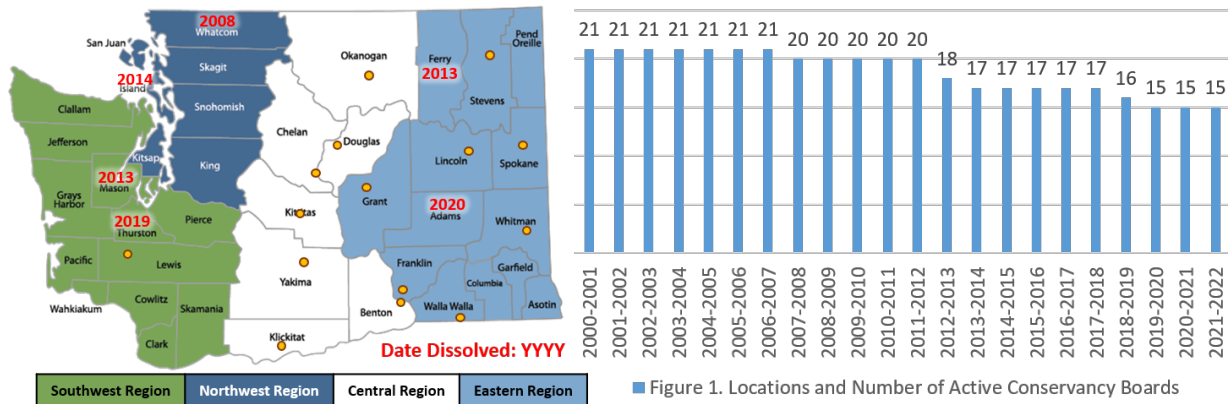 2008
Whatcom
San Juan
Skagit
2014
Island
Snohomish
Clallam
Jefferson
Kitsap
King
2013
Mason
Grays
Harbor
2019
Thurston
Pierce
Pacific
Lewis
Wahkiakum
Cowlitz
Skamania
Clark
Okanogan
Chelan
Douglas
Kittitas
Yakima
Benton
Klickitat
Ferry
2013
Stevens
Pend
Oreille
Lincoln
Spokane
Grant
2020
Adams
Whitman
Franklin
Garfield
Columbia
Walla Walla
Asotin
Date Dissolved: YYYY
Southwest Region
Northwest Region
Central Region
Eastern Region
21 21 21 21 21 21 21 20 20 20 20 20 18 17 17 17 17 17 16 15 15 15
2000-2001
2001-2002
2002-2003
2003-2004
2004-2005
2005-2006
2006-2007
2007-2008
2008-2009
2009-2010
2010-2011
2011-2012
2012-2013
2013-2014
2014-2015
2015-2016
2016-2017
2017-2018
2018-2019
2019-2020
2020-2021
2021-2022
Figure 1. Locations and Number of Active Conservancy Boards